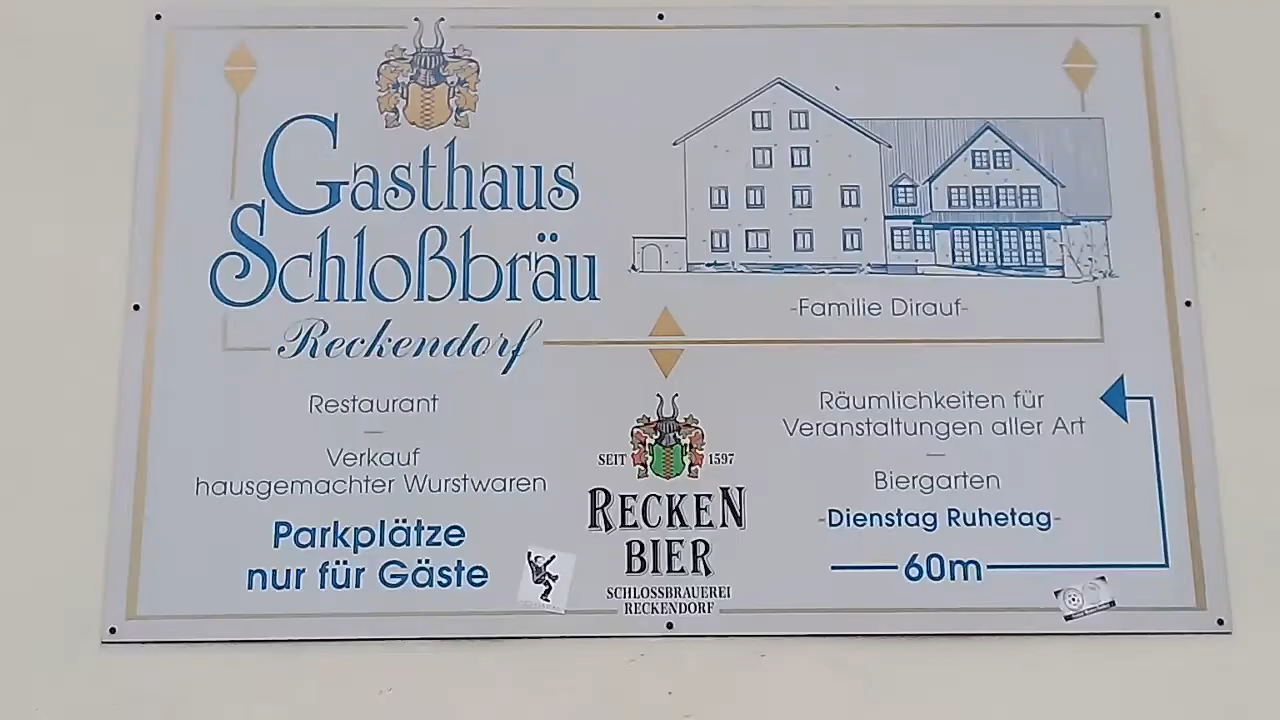 Gasthaus
Schloßbräu
Reckendorf
-Familie Dirauf-
Restaurant
Verkauf
hausgemachter Wurstwaren
Parkplätze
nur für Gäste
SEIT 1597
RECKEN
BIER
SCHLOSSBRAUEREI
RECKENDORF
Räumlichkeiten für
Veranstaltungen aller Art
Biergarten
-Dienstag Ruhetag-
60m